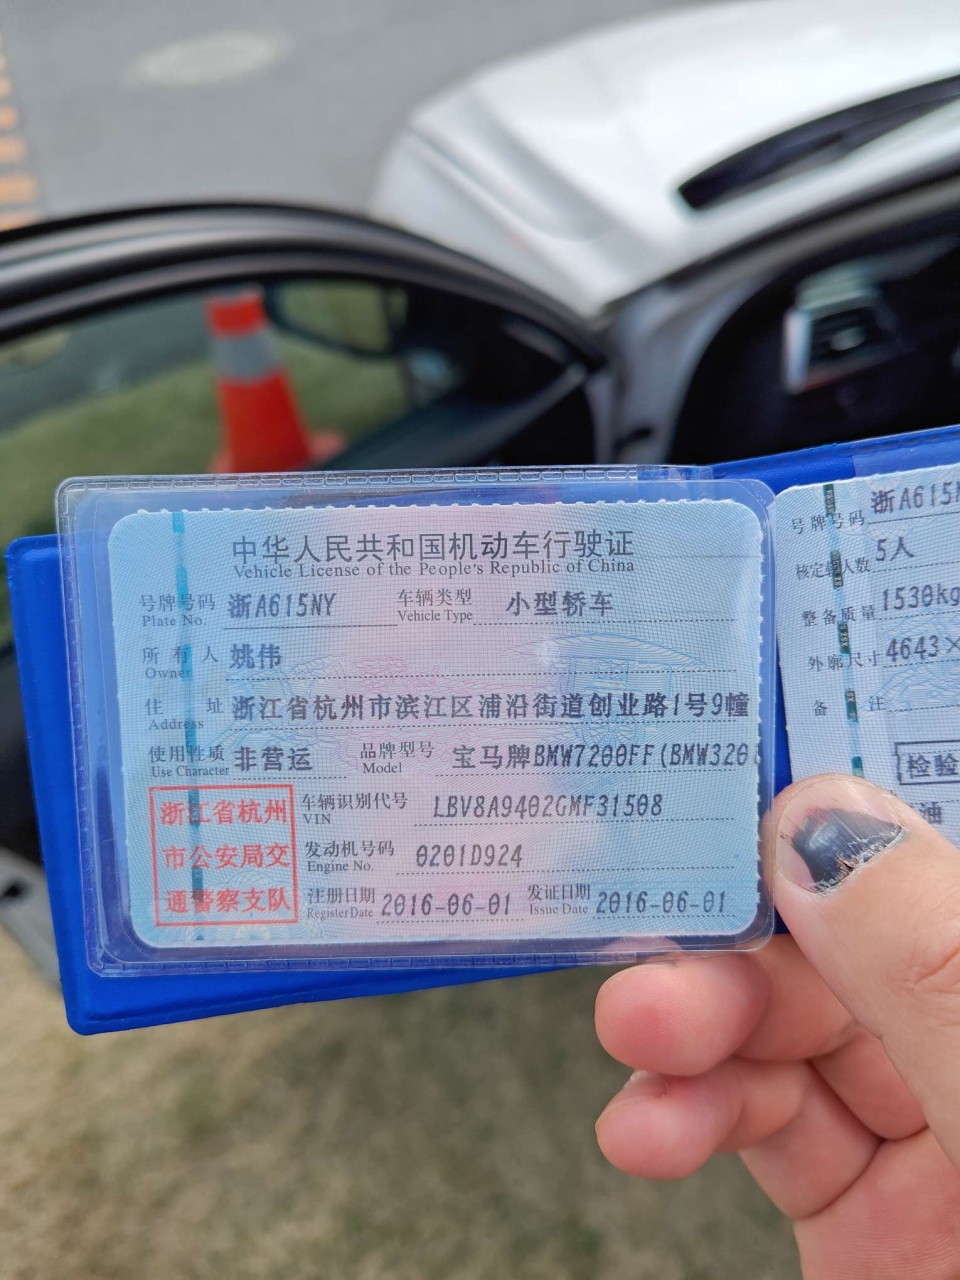 中华人民共和国机动车行驶证
Vehicle License of the People's Republic of China
号牌号码 浙A615NY 车辆类型 小型轿车
Plate No. Vehicle Type
所有人 姚伟
Owner
住址 浙江省杭州市滨江区浦沿街道创业路1号9幢
Address
使用性质 非营运 品牌型号 宝马牌BMW7200FF(BMW320
Use Character Model
浙江省杭州
市公安局交
通警察支队
车辆识别代号 LBV8A9402GMF31508
VIN
发动机号码 0201D924
Engine No.
注册日期 2016-06-01 发证日期 2016-06-01
Register Date Issue Date
号牌号码 浙A615
核定载人数 5人
整备质量 1530kg
外廓尺寸 4643×
备注
检验
油